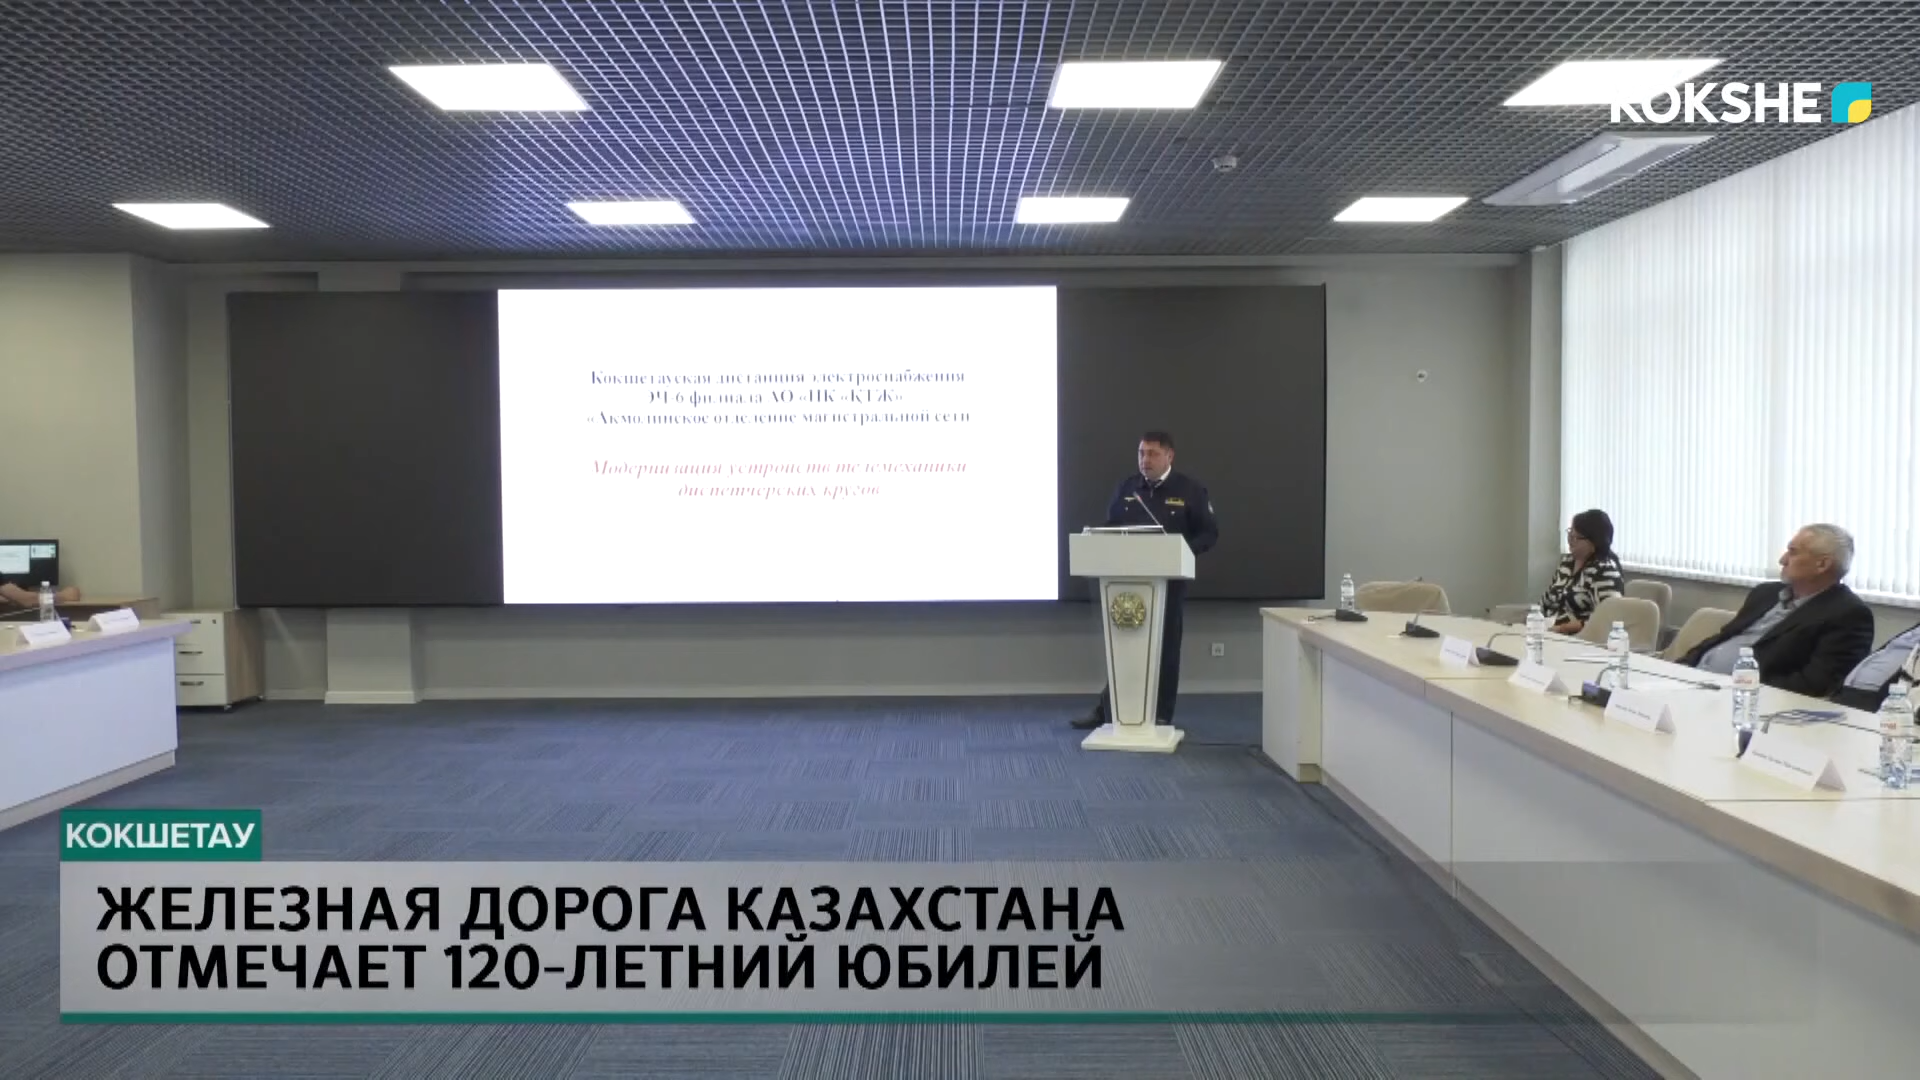 KOKSHE
Кокшетауская дистанция электроснабжения
ЭЧ-6 филиала АО «НК «ҚТЖ»
«Акмолинское отделение магистральной сети
Модернизация устройств телемеханики
диспетчерских кругов
КОКШЕТАУ
ЖЕЛЕЗНАЯ ДОРОГА КАЗАХСТАНА
ОТМЕЧАЕТ 120-ЛЕТНИЙ ЮБИЛЕЙ